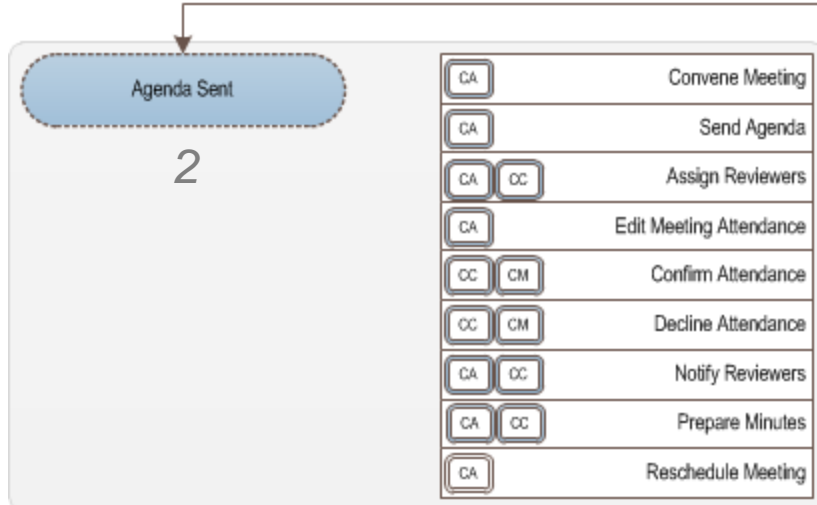 Agenda Sent
2
CA Convene Meeting
CA Send Agenda
CA CC Assign Reviewers
CA Edit Meeting Attendance
CC CM Confirm Attendance
CC CM Decline Attendance
CA CC Notify Reviewers
CA CC Prepare Minutes
CA Reschedule Meeting